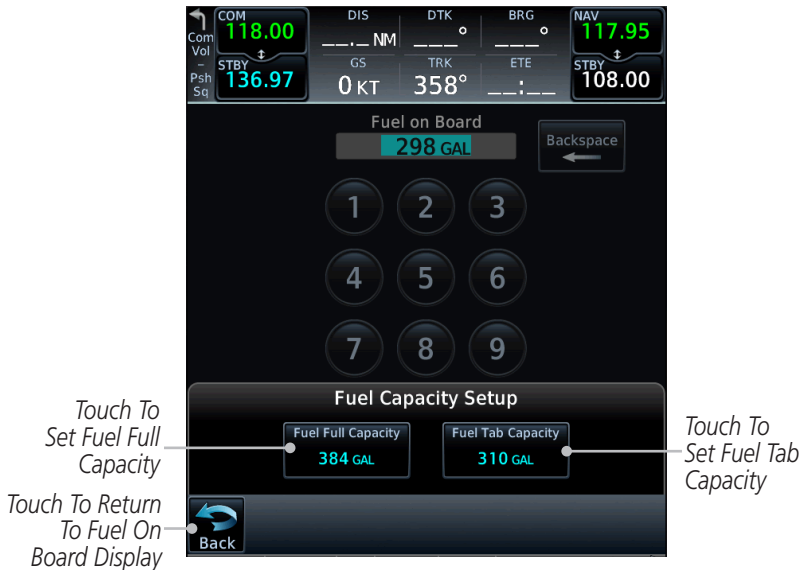 Com
Vol
–
Psh
Sq
COM
118.00
STBY
136.97
DIS
__._ NM
DTK
___°
BRG
___°
GS
0 KT
TRK
358°
ETE
__:__
NAV
117.95
STBY
108.00
Fuel on Board
298 GAL
Backspace
1 2 3
4 5 6
7 8 9
Fuel Capacity Setup
Fuel Full Capacity
384 GAL
Fuel Tab Capacity
310 GAL
Back
Touch To
Set Fuel Full
Capacity
Touch To Return
To Fuel On
Board Display
Touch To
Set Fuel Tab
Capacity